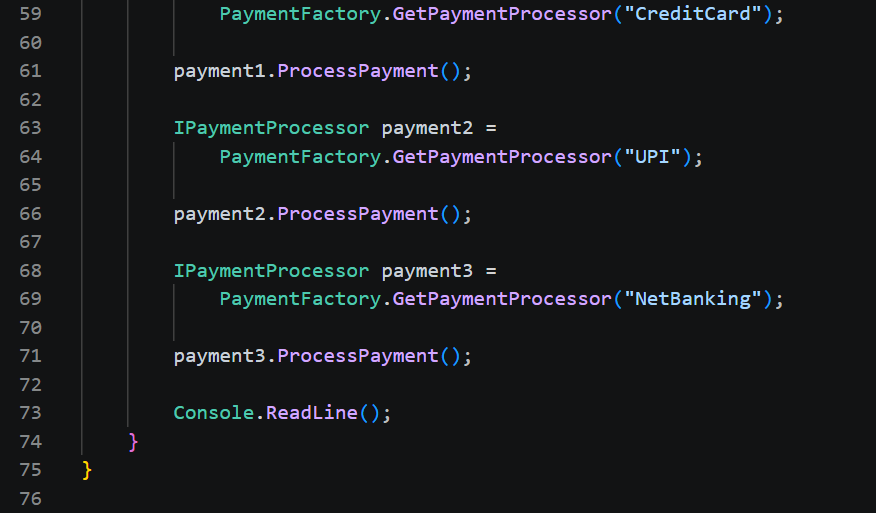 59 PaymentFactory.GetPaymentProcessor("CreditCard");
60
61 payment1.ProcessPayment();
62
63 IPaymentProcessor payment2 =
64 PaymentFactory.GetPaymentProcessor("UPI");
65
66 payment2.ProcessPayment();
67
68 IPaymentProcessor payment3 =
69 PaymentFactory.GetPaymentProcessor("NetBanking");
70
71 payment3.ProcessPayment();
72
73 Console.ReadLine();
74 }
75 }
76